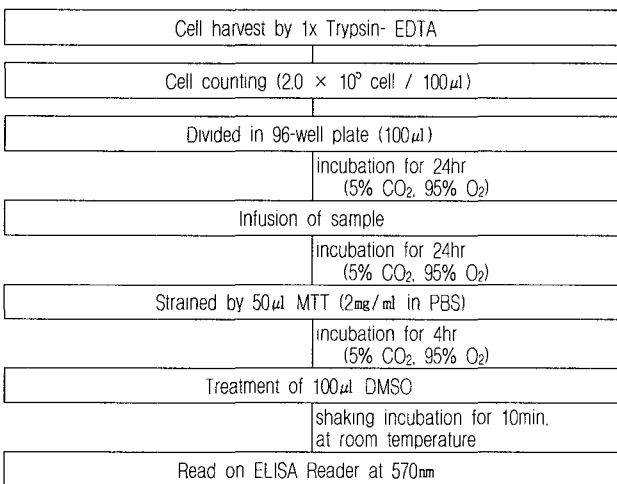 Cell harvest by 1x Trypsin- EDTA
Cell counting (2.0 × 10⁵ cell / 100㎕)
Divided in 96-well plate (100㎕)
incubation for 24hr
(5% CO₂, 95% O₂)
Infusion of sample
incubation for 24hr
(5% CO₂, 95% O₂)
Strained by 50㎕ MTT (2㎎/㎖ in PBS)
incubation for 4hr
(5% CO₂, 95% O₂)
Treatment of 100㎕ DMSO
shaking incubation for 10min,
at room temperature
Read on ELISA Reader at 570㎚